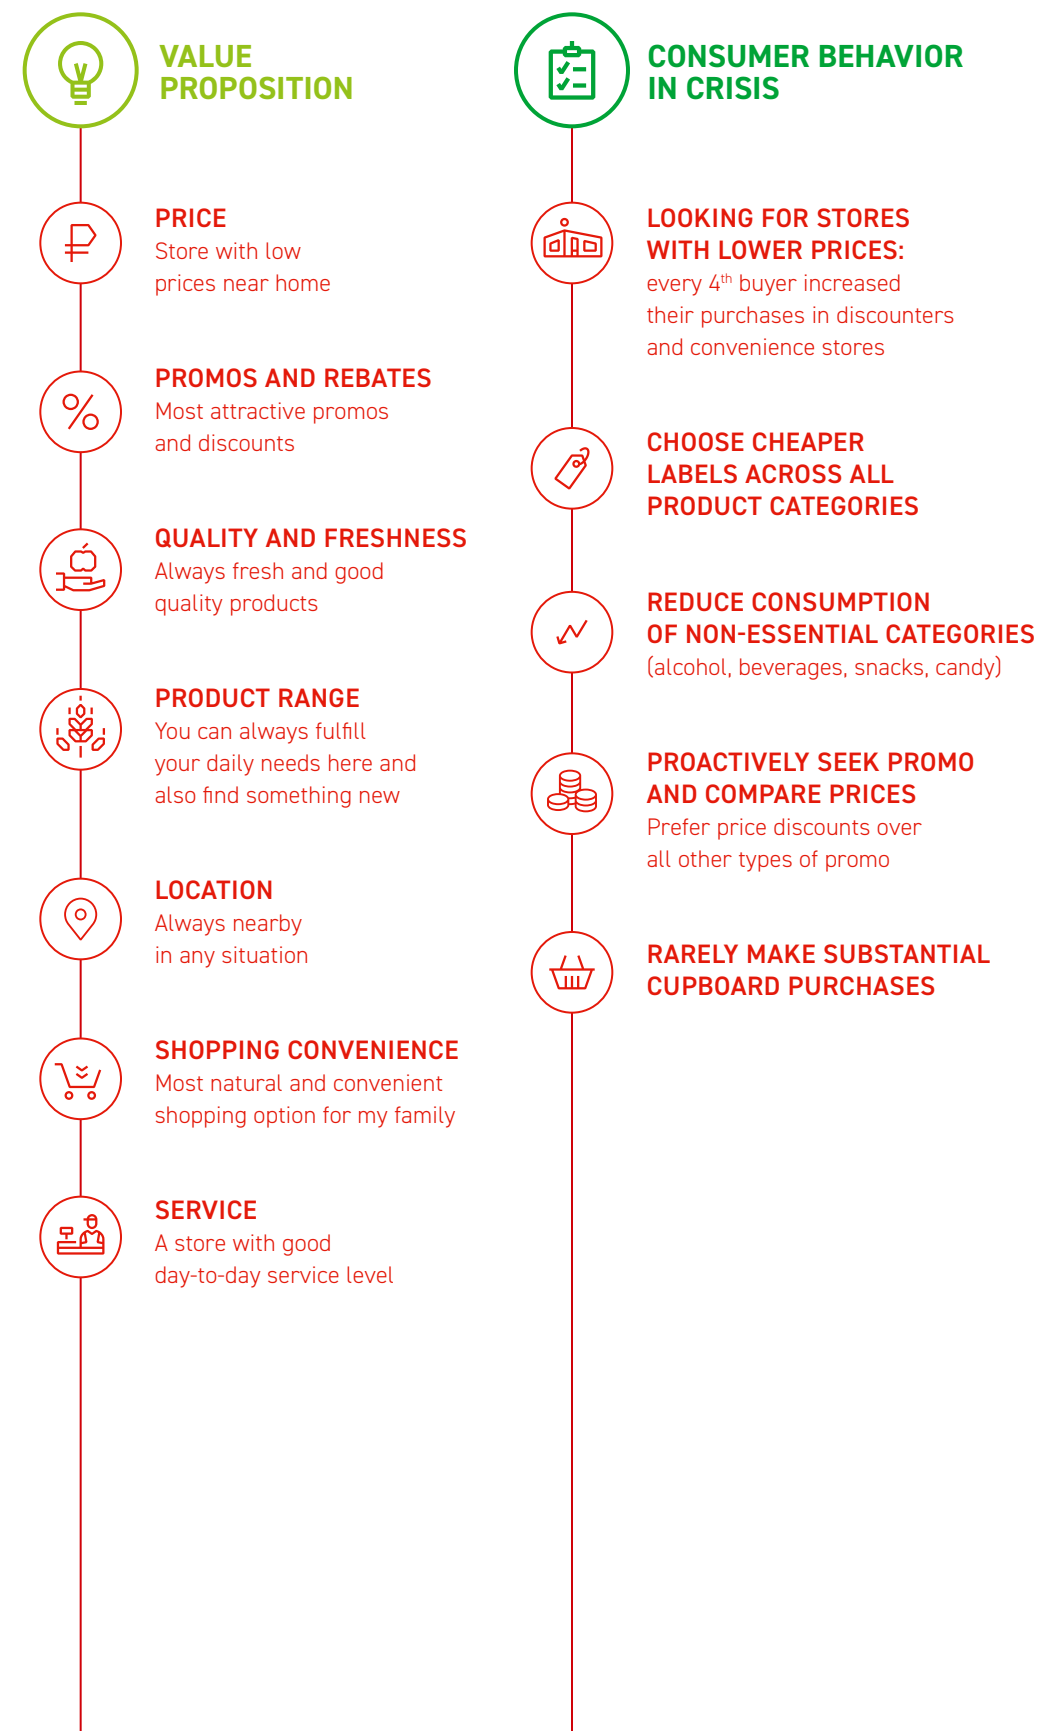 VALUE
PROPOSITION
PRICE
Store with low
prices near home
PROMOS AND REBATES
Most attractive promos
and discounts
QUALITY AND FRESHNESS
Always fresh and good
quality products
PRODUCT RANGE
You can always fulfill
your daily needs here and
also find something new
LOCATION
Always nearby
in any situation
SHOPPING CONVENIENCE
Most natural and convenient
shopping option for my family
SERVICE
A store with good
day-to-day service level
CONSUMER BEHAVIOR
IN CRISIS
LOOKING FOR STORES
WITH LOWER PRICES:
every 4th buyer increased
their purchases in discounters
and convenience stores
CHOOSE CHEAPER
LABELS ACROSS ALL
PRODUCT CATEGORIES
REDUCE CONSUMPTION
OF NON-ESSENTIAL CATEGORIES
(alcohol, beverages, snacks, candy)
PROACTIVELY SEEK PROMO
AND COMPARE PRICES
Prefer price discounts over
all other types of promo
RARELY MAKE SUBSTANTIAL
CUPBOARD PURCHASES